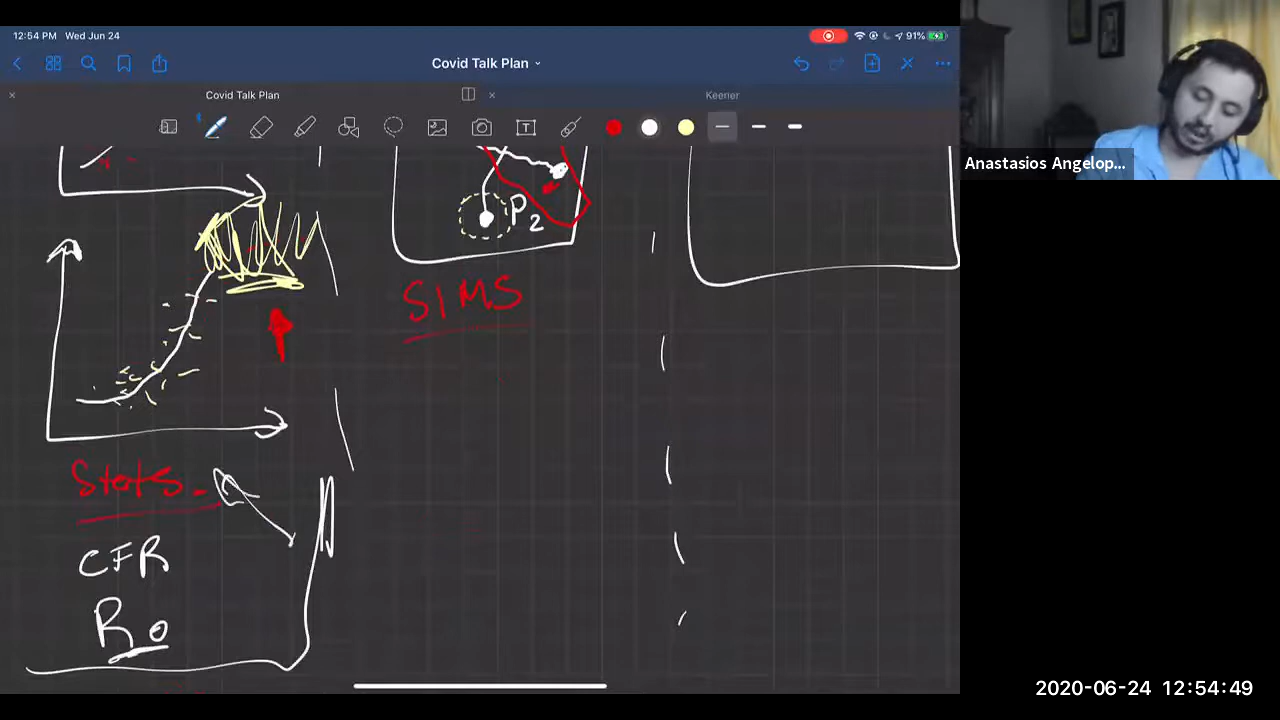 12:54 PM Wed Jun 24
91%
Covid Talk Plan
Covid Talk Plan
Keener
T
Anastasios Angelop...
P2
SIMS
Stats.
CFR
R0
2020-06-24 12:54:49